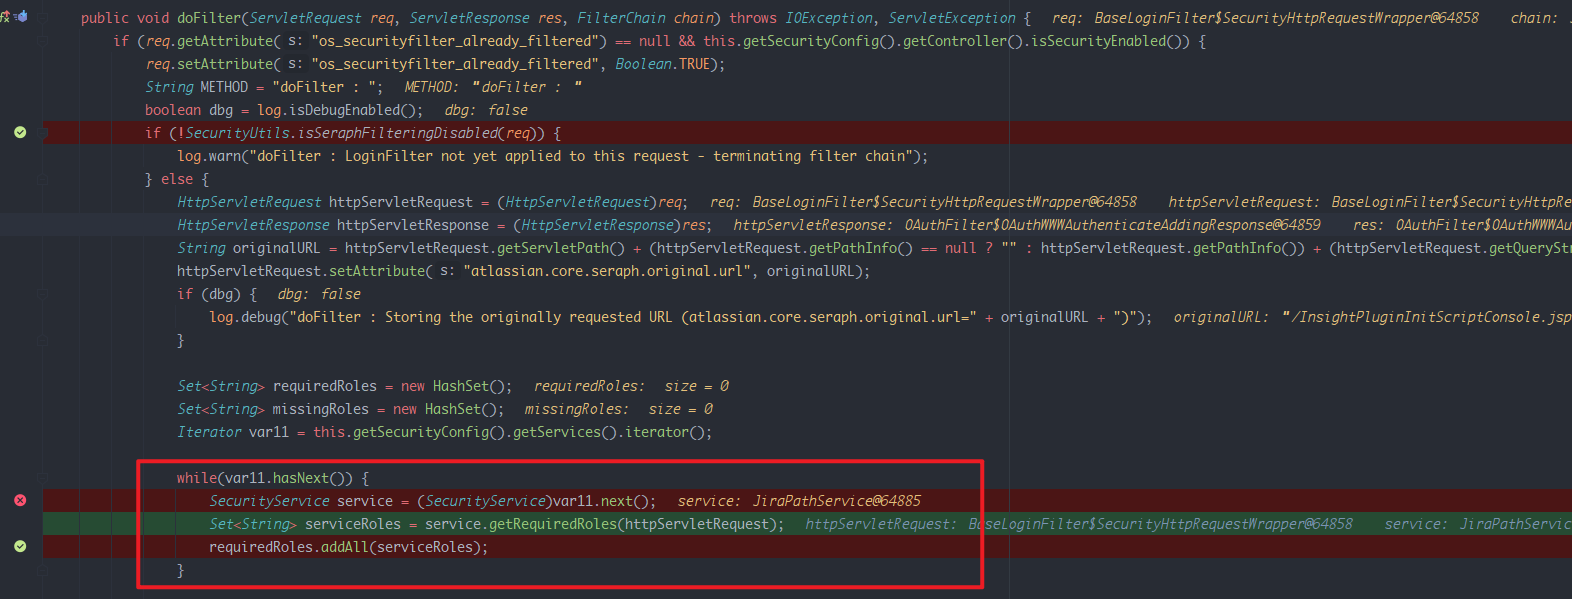 public void doFilter(ServletRequest req, ServletResponse res, FilterChain chain) throws IOException, ServletException {   req: BaseLoginFilter$SecurityHttpRequestWrapper@64858    chain:
if (req.getAttribute( s: "os_securityfilter_already_filtered") == null && this.getSecurityConfig().getController().isSecurityEnabled()) {
req.setAttribute( s: "os_securityfilter_already_filtered", Boolean.TRUE);
String METHOD = "doFilter : ";   METHOD: "doFilter : "
boolean dbg = log.isDebugEnabled();   dbg: false
if (!SecurityUtils.isSeraphFilteringDisabled(req)) {
log.warn("doFilter : LoginFilter not yet applied to this request - terminating filter chain");
} else {
HttpServletRequest httpServletRequest = (HttpServletRequest)req;   req: BaseLoginFilter$SecurityHttpRequestWrapper@64858    httpServletRequest: BaseLoginFilter$SecurityHttpRe
HttpServletResponse httpServletResponse = (HttpServletResponse)res;   httpServletResponse: OAuthFilter$OAuthWWWAuthenticateAddingResponse@64859    res: OAuthFilter$OAuthWWWAu
String originalURL = httpServletRequest.getServletPath() + (httpServletRequest.getPathInfo() == null ? "" : httpServletRequest.getPathInfo()) + (httpServletRequest.getQueryStr
httpServletRequest.setAttribute( s: "atlassian.core.seraph.original.url", originalURL);
if (dbg) {   dbg: false
log.debug("doFilter : Storing the originally requested URL (atlassian.core.seraph.original.url=" + originalURL + ")");   originalURL: "/InsightPluginInitScriptConsole.jsp
}
Set<String> requiredRoles = new HashSet();   requiredRoles:  size = 0
Set<String> missingRoles = new HashSet();   missingRoles:  size = 0
Iterator var11 = this.getSecurityConfig().getServices().iterator();
while(var11.hasNext()) {
SecurityService service = (SecurityService)var11.next();   service: JiraPathService@64885
Set<String> serviceRoles = service.getRequiredRoles(httpServletRequest);   httpServletRequest: BaseLoginFilter$SecurityHttpRequestWrapper@64858    service: JiraPathServic
requiredRoles.addAll(serviceRoles);
}